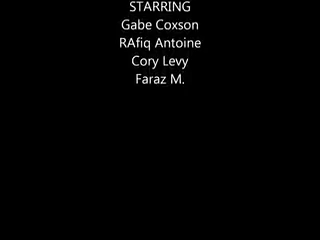 STARRING
Gabe Coxson
RAfiq Antoine
Cory Levy
Faraz M.